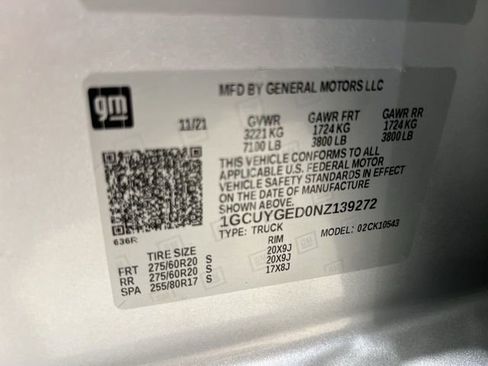 gm
MFD BY GENERAL MOTORS LLC
11/21 GVWR GAWR FRT GAWR RR
3221 KG 1724 KG 1724 KG
7100 LB 3800 LB 3800 LB
THIS VEHICLE CONFORMS TO ALL
APPLICABLE U.S. FEDERAL MOTOR
VEHICLE SAFETY STANDARDS IN EFFECT
ON THE DATE OF MANUFACTURE
SHOWN ABOVE.
1GCUYGED0NZ139272
TYPE: TRUCK MODEL: 02CK10543
636R
TIRE SIZE RIM
FRT 275/60R20 S 20X9J
RR 275/60R20 S 20X9J
SPA 255/80R17 S 17X8J